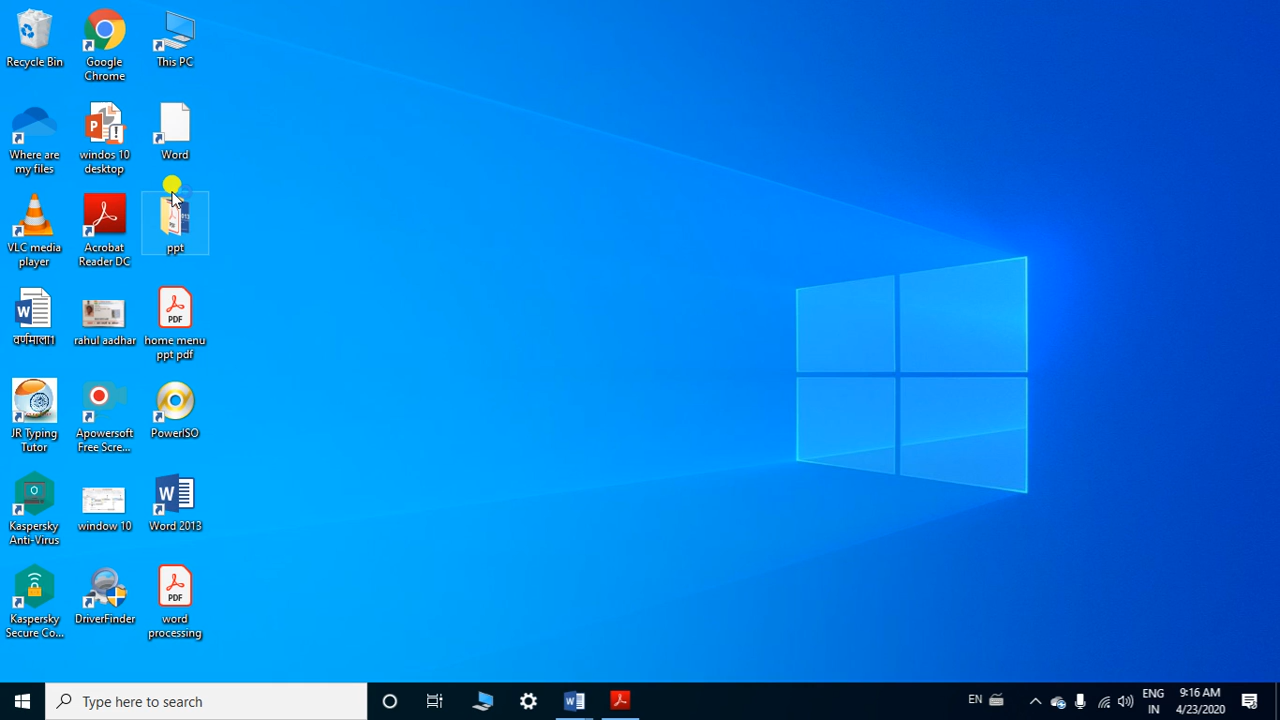 Recycle Bin
Google
Chrome
This PC
Where are
my files
windos 10
desktop
Word
VLC media
player
Acrobat
Reader DC
ppt
वर्णमाला1
rahul aadhar
home menu
ppt pdf
PDF
JR Typing
Tutor
Apowersoft
Free Scre...
PowerISO
Kaspersky
Anti-Virus
window 10
Word 2013
Kaspersky
Secure Co...
DriverFinder
PDF
word
processing
Type here to search
EN
ENG
IN
9:16 AM
4/23/2020